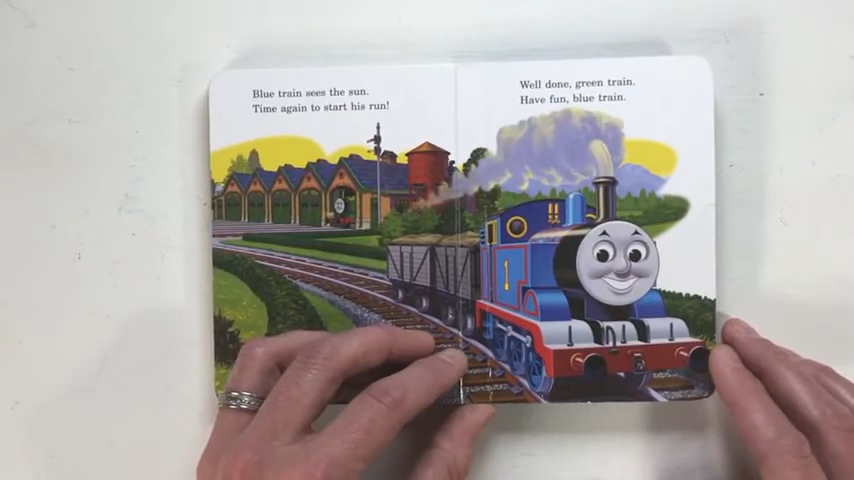 Blue train sees the sun.
Time again to start his run!
Well done, green train.
Have fun, blue train.
1